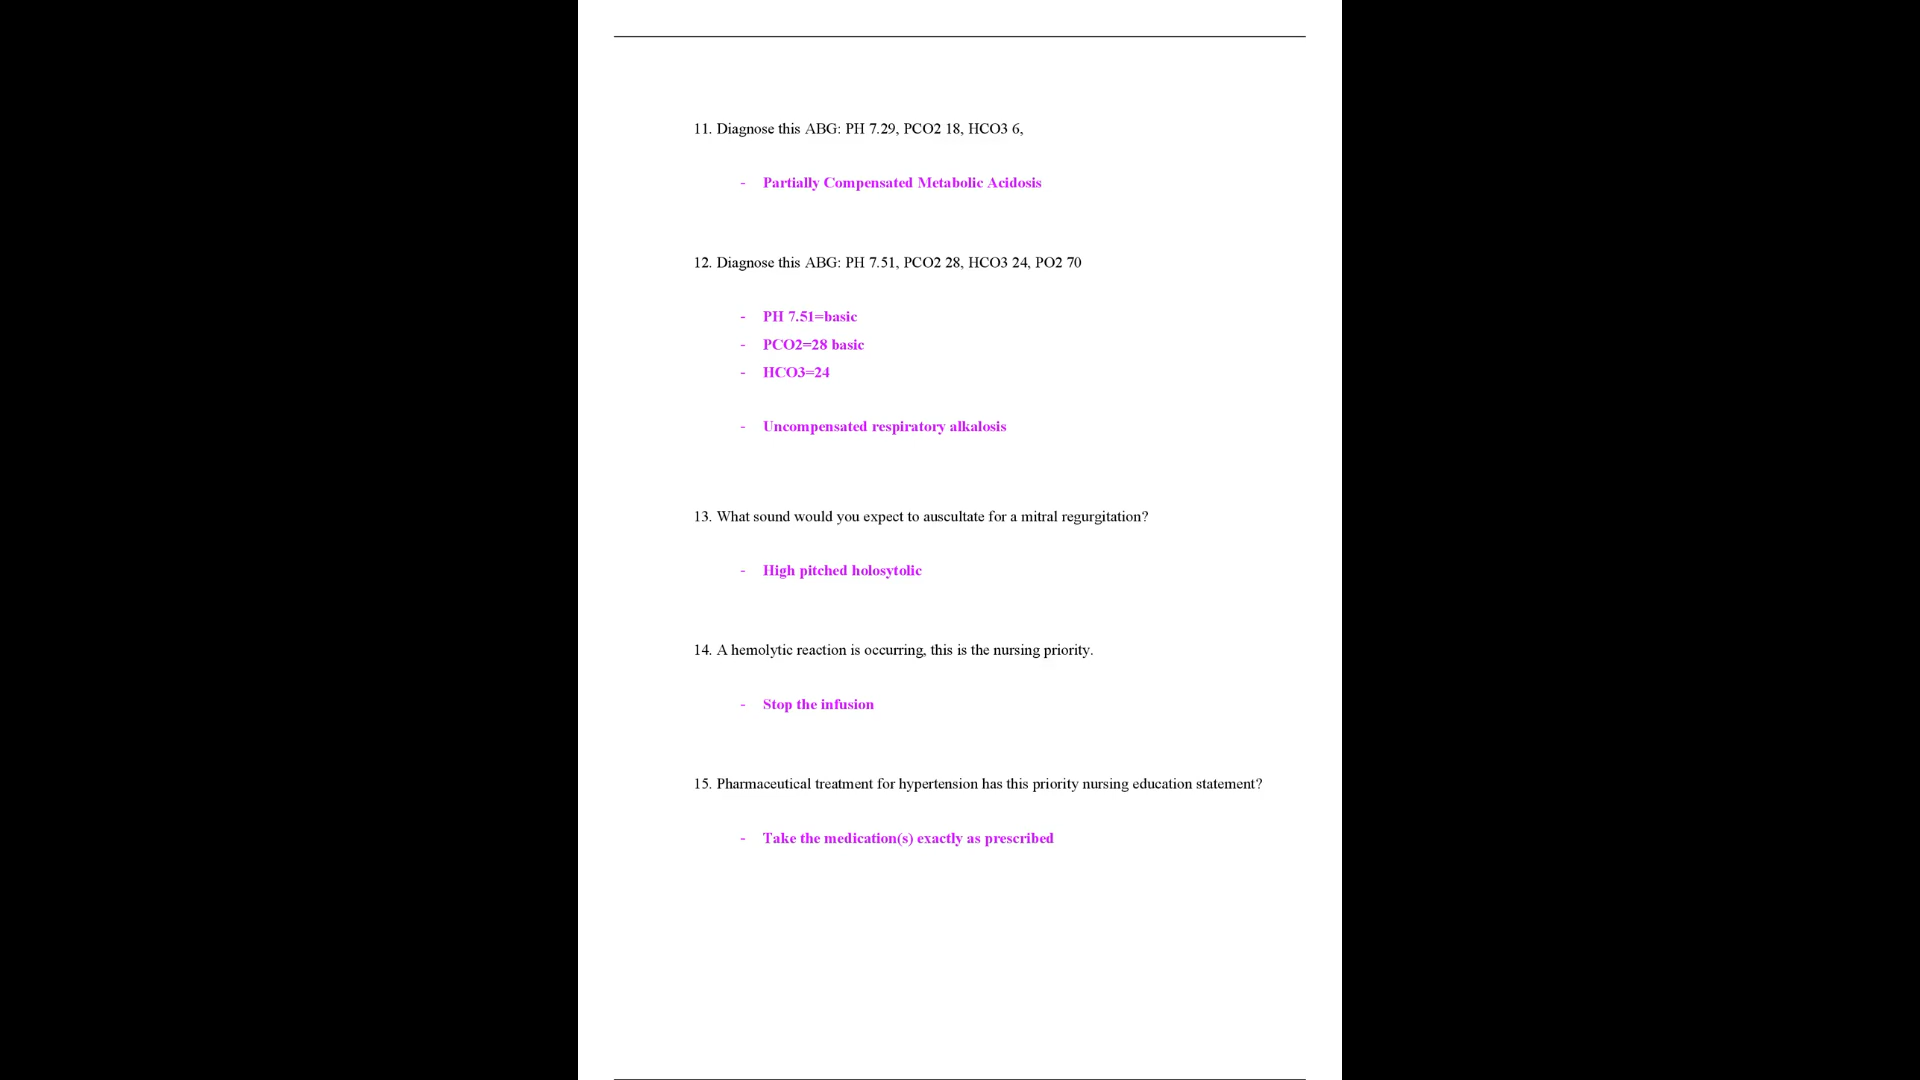 11. Diagnose this ABG: PH 7.29, PCO2 18, HCO3 6,
- Partially Compensated Metabolic Acidosis
12. Diagnose this ABG: PH 7.51, PCO2 28, HCO3 24, PO2 70
- PH 7.51=basic
- PCO2=28 basic
- HCO3=24
- Uncompensated respiratory alkalosis
13. What sound would you expect to auscultate for a mitral regurgitation?
- High pitched holosytolic
14. A hemolytic reaction is occurring, this is the nursing priority.
- Stop the infusion
15. Pharmaceutical treatment for hypertension has this priority nursing education statement?
- Take the medication(s) exactly as prescribed